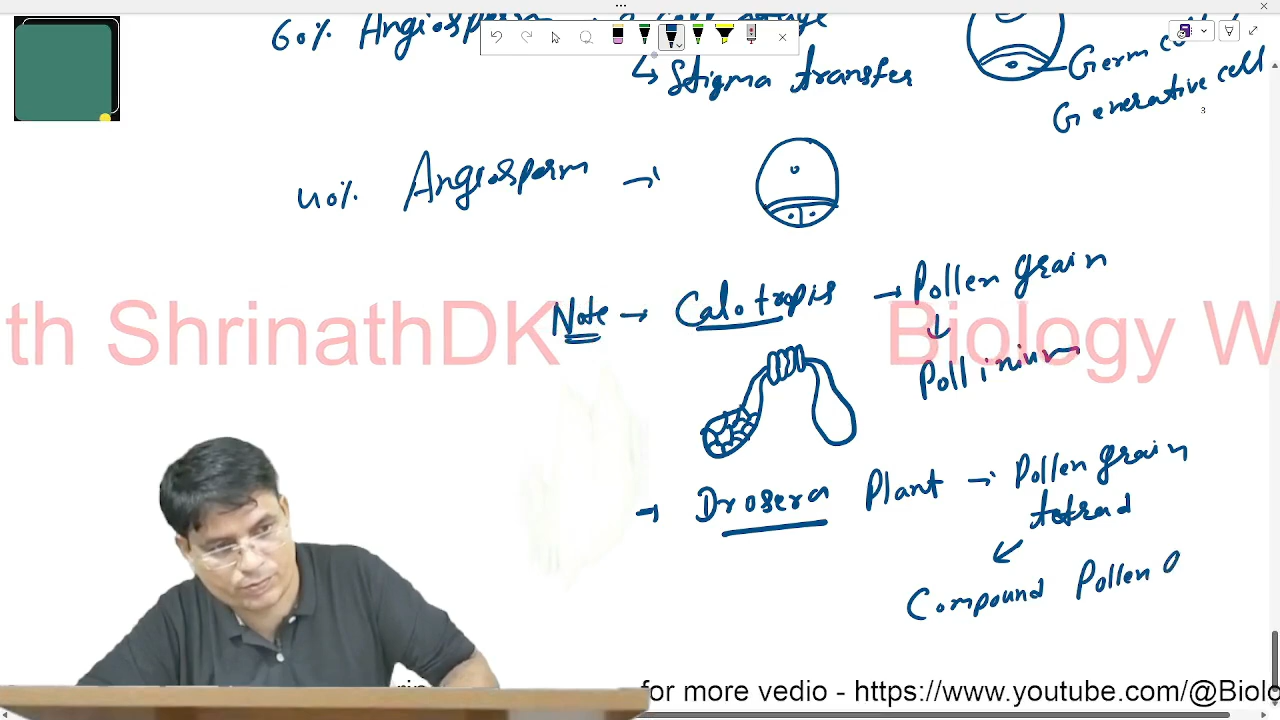 60% Angiosperm
↳ Stigma transfer
Germ
Generative cell
3
40% Angiosperm →
Note → Calotropis → Pollen grain
↓
Pollinium
→ Drosera Plant → Pollen grain
tetrad
↙
Compound Pollen
th ShrinathDK Biology W
for more vedio - https://www.youtube.com/@Biolo